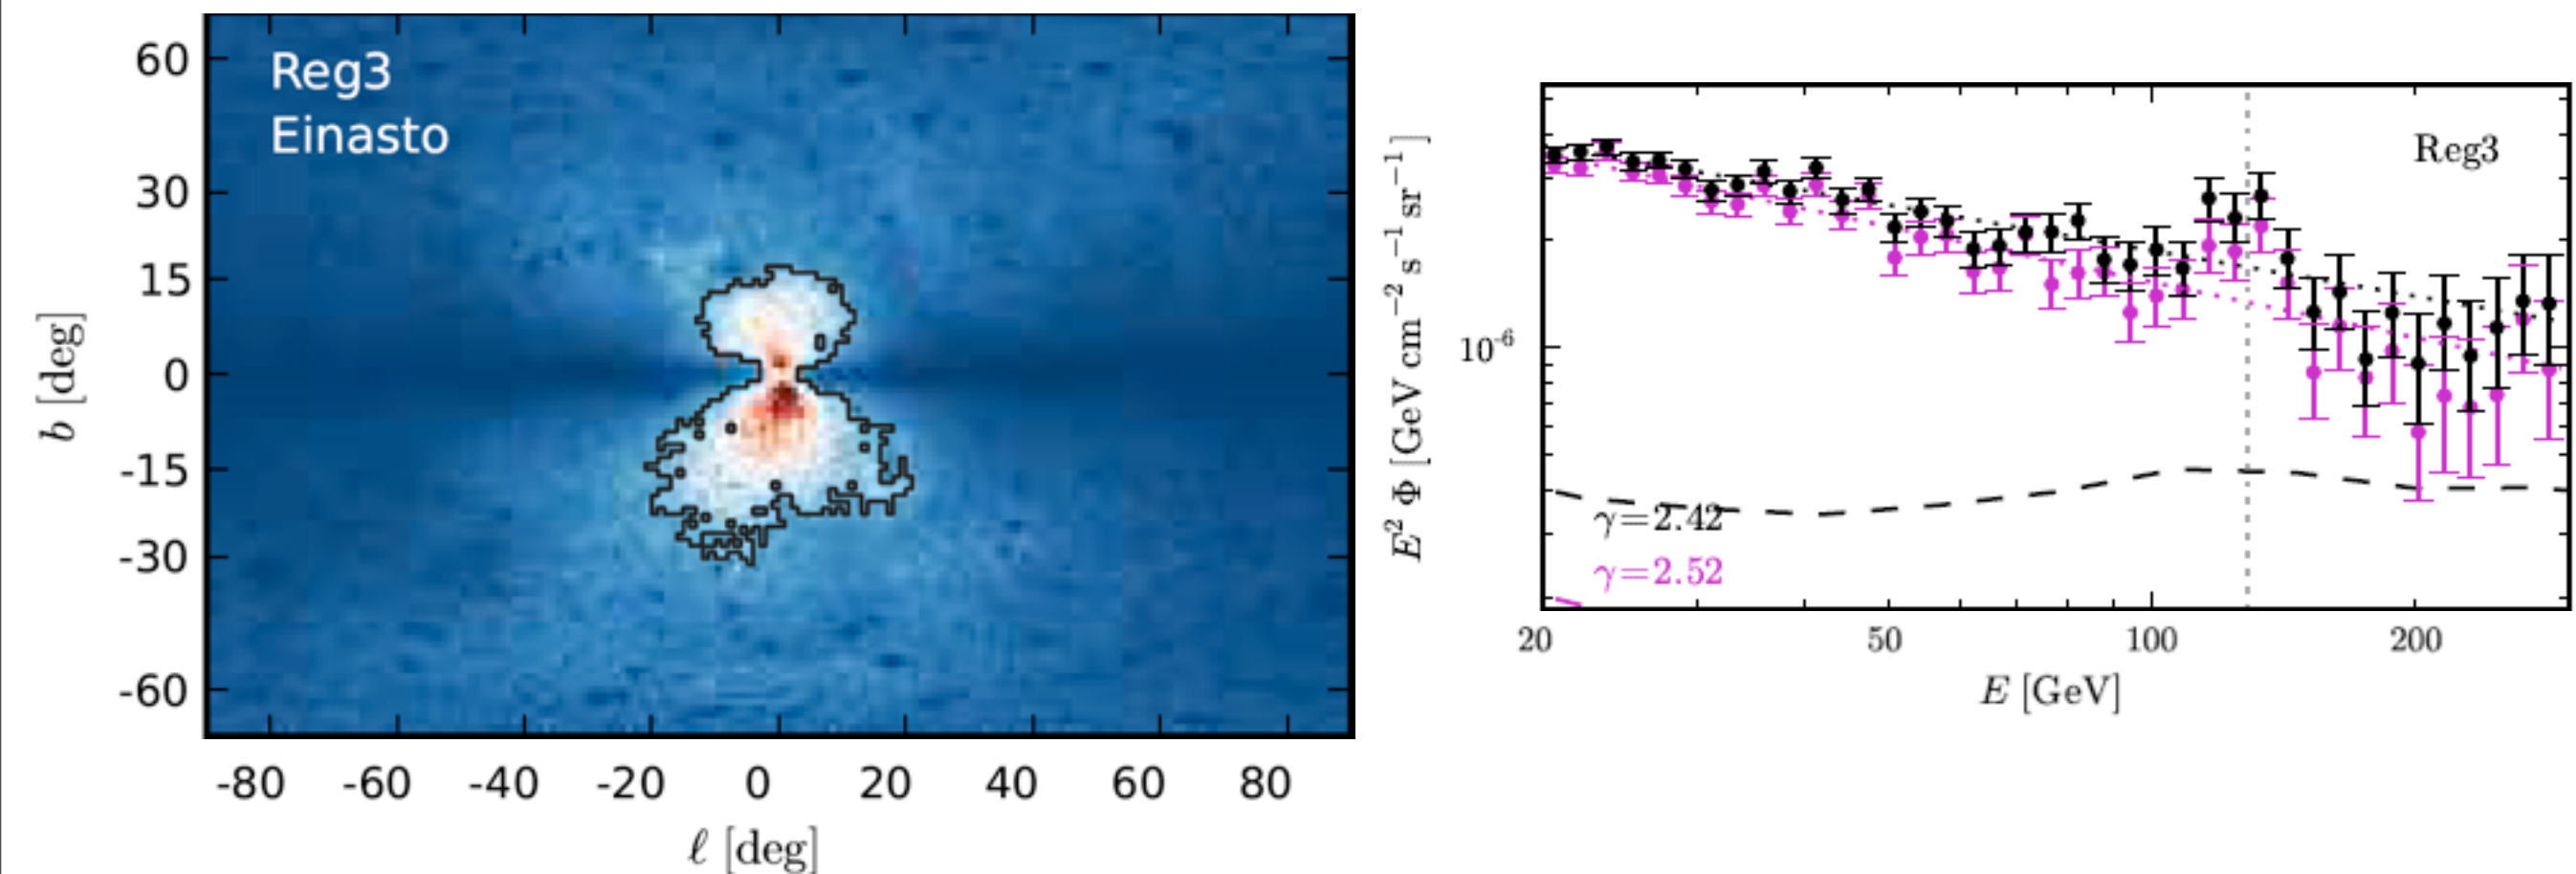 Reg3
Einasto
60
30
15
0
-15
-30
-60
b [deg]
-80 -60 -40 -20 0 20 40 60 80
ℓ [deg]
Reg3
E² Φ [GeV cm⁻² s⁻¹ sr⁻¹]
10⁻⁶
γ=2.42
γ=2.52
20 50 100 200
E [GeV]